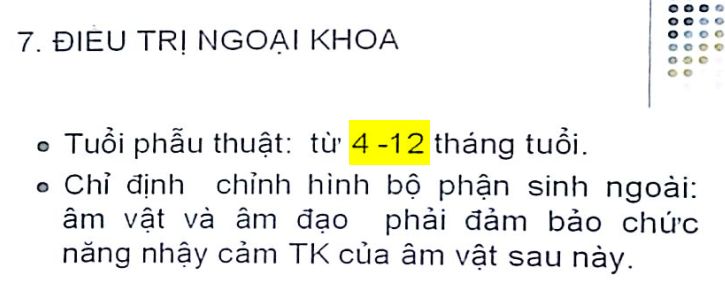 7. ĐIỀU TRỊ NGOẠI KHOA
• Tuổi phẫu thuật: từ 4 -12 tháng tuổi.
• Chỉ định chỉnh hình bộ phận sinh ngoài:
âm vật và âm đạo phải đảm bảo chức
năng nhậy cảm TK của âm vật sau này.